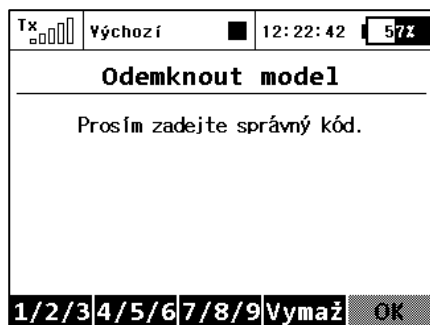 Tx Výchozí 12:22:42 57%
Odemknout model
Prosím zadejte správný kód.
1/2/3 4/5/6 7/8/9 Vymaž OK